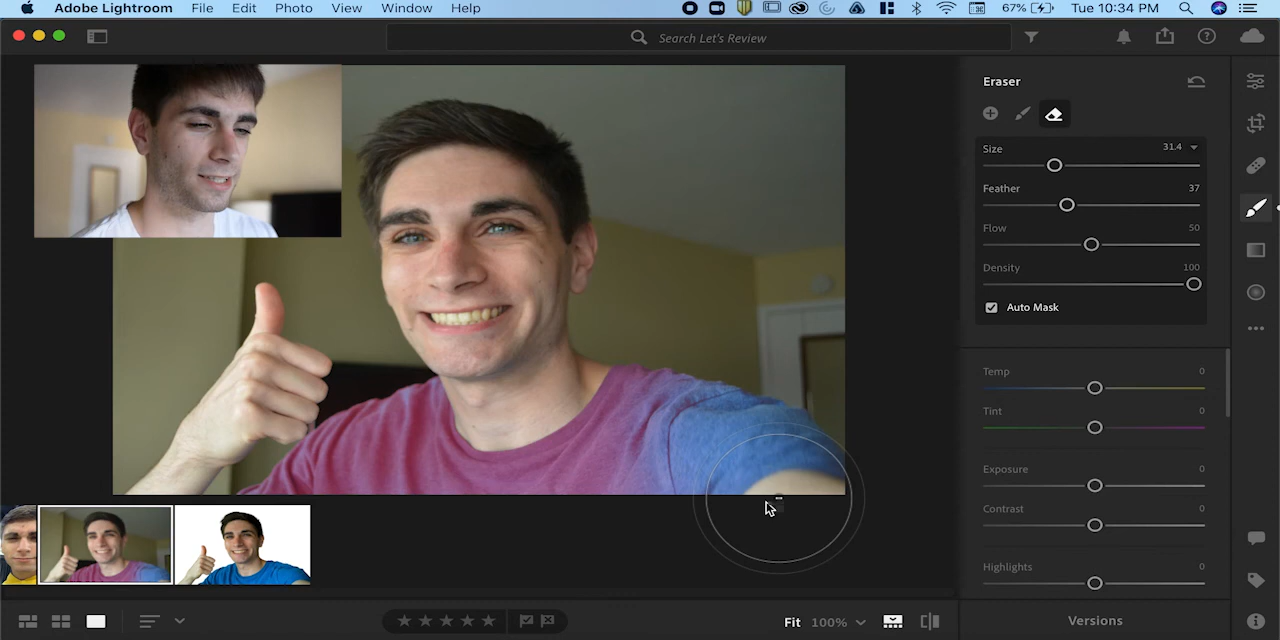 Adobe Lightroom File Edit Photo View Window Help 67% Tue 10:34 PM
Search Let's Review
Eraser
Size 31.4
Feather 37
Flow 50
Density 100
Auto Mask
Temp 0
Tint 0
Exposure 0
Contrast 0
Highlights 0
Fit 100% Versions